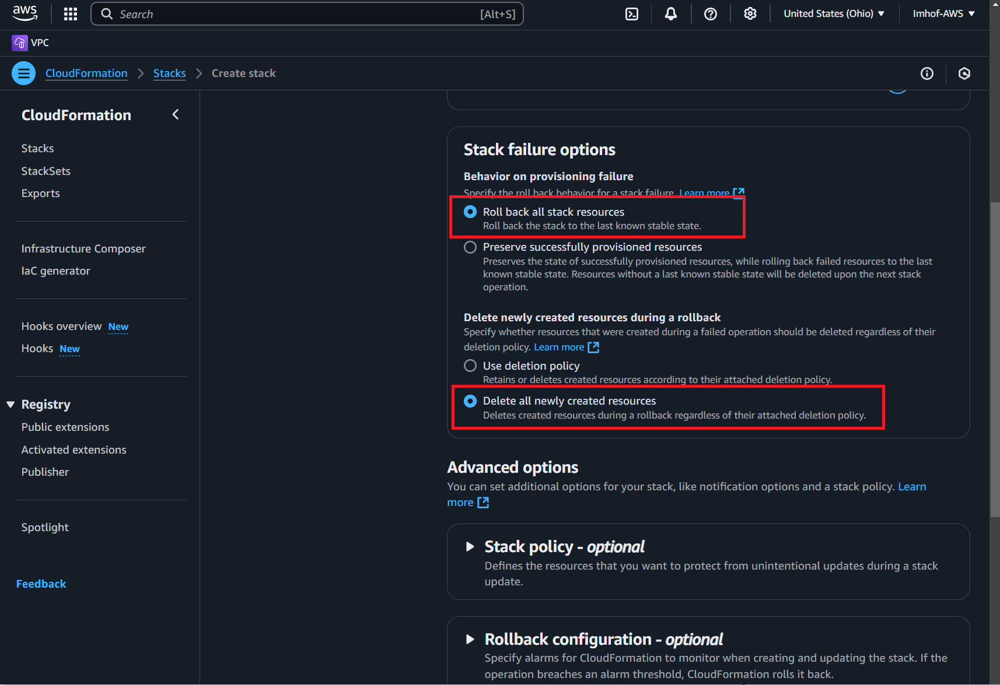 aws
Search [Alt+S]
United States (Ohio)
Imhof-AWS
VPC
CloudFormation
Stacks
Create stack
CloudFormation
Stacks
StackSets
Exports
Infrastructure Composer
IaC generator
Hooks overview New
Hooks New
Registry
Public extensions
Activated extensions
Publisher
Spotlight
Feedback
Stack failure options
Behavior on provisioning failure
Specify the roll back behavior for a stack failure. Learn more
Roll back all stack resources
Roll back the stack to the last known stable state.
Preserve successfully provisioned resources
Preserves the state of successfully provisioned resources, while rolling back failed resources to the last
known stable state. Resources without a last known stable state will be deleted upon the next stack
operation.
Delete newly created resources during a rollback
Specify whether resources that were created during a failed operation should be deleted regardless of their
deletion policy. Learn more
Use deletion policy
Retains or deletes created resources according to their attached deletion policy.
Delete all newly created resources
Deletes created resources during a rollback regardless of their attached deletion policy.
Advanced options
You can set additional options for your stack, like notification options and a stack policy. Learn
more
Stack policy - optional
Defines the resources that you want to protect from unintentional updates during a stack
update.
Rollback configuration - optional
Specify alarms for CloudFormation to monitor when creating and updating the stack. If the
operation breaches an alarm threshold, CloudFormation rolls it back.